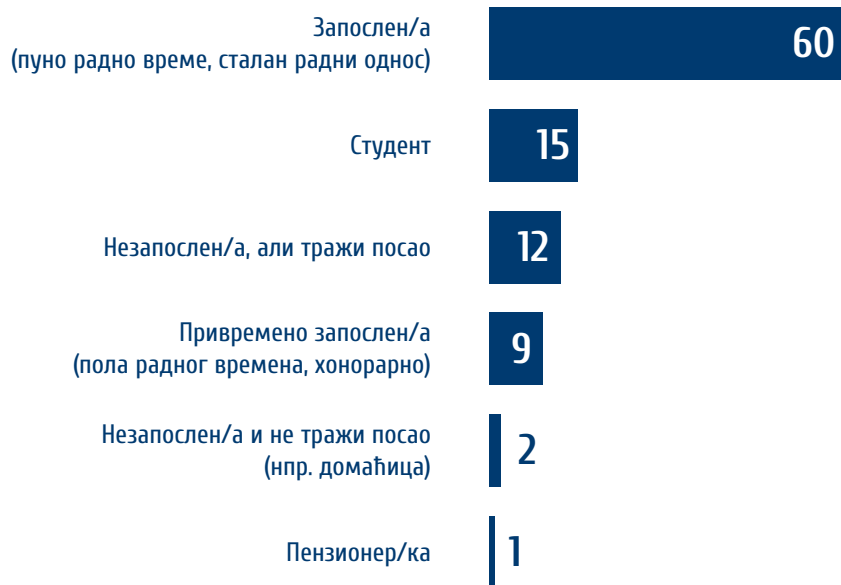 Запослен/а
(пуно радно време, сталан радни однос)
60
Студент
15
Незапослен/а, али тражи посао
12
Привремено запослен/а
(пола радног времена, хонорарно)
9
Незапослен/а и не тражи посао
(нпр. домаћица)
2
Пензионер/ка
1